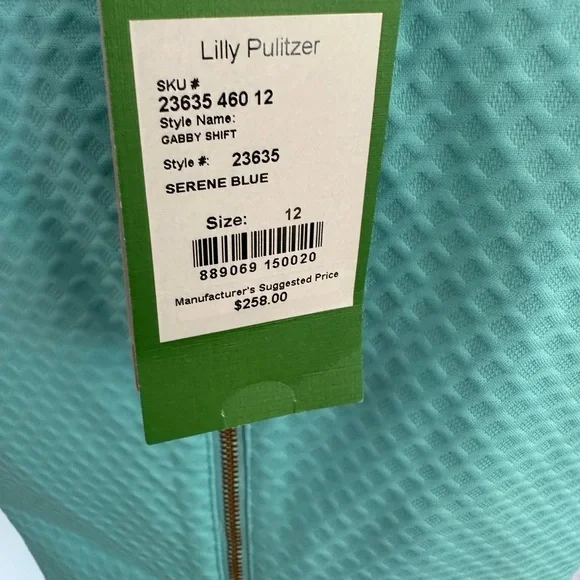 Lilly Pulitzer
SKU #
23635 460 12
Style Name:
GABBY SHIFT
Style #: 23635
SERENE BLUE
Size: 12
889069 150020
Manufacturer's Suggested Price
$258.00